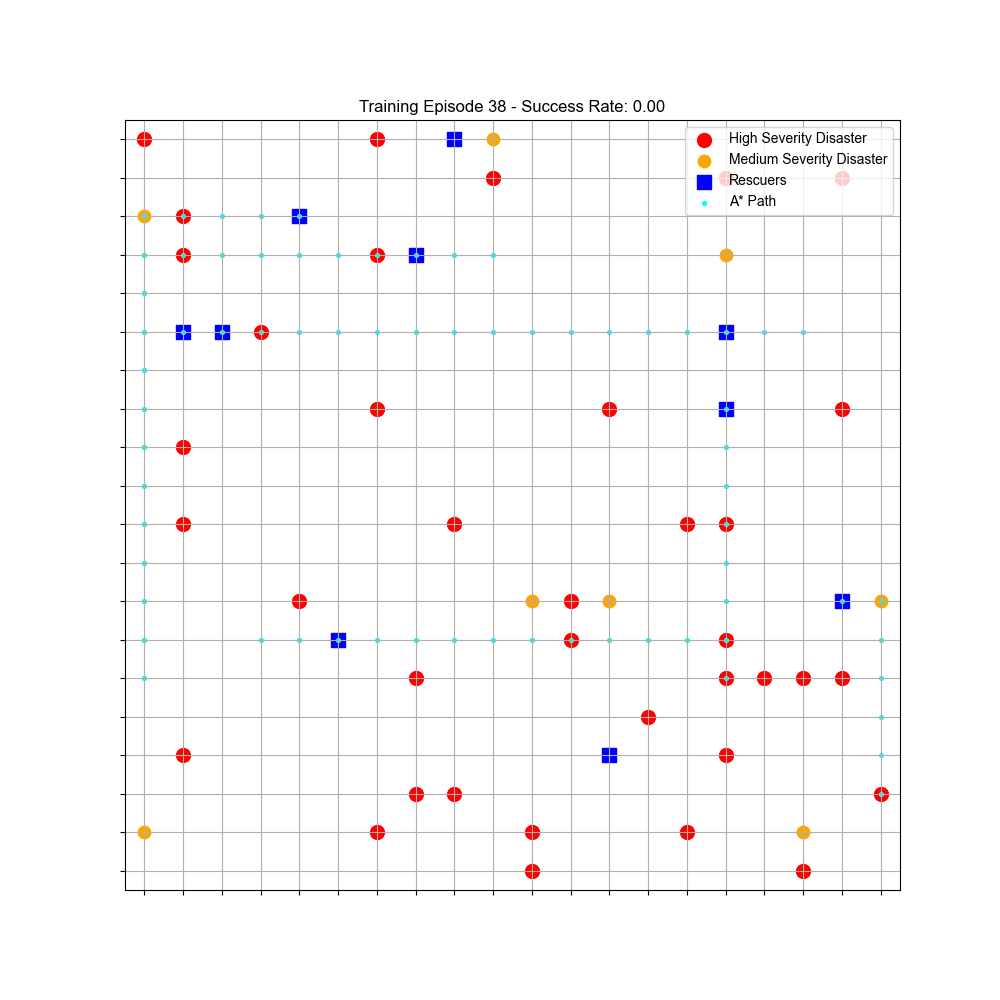 Training Episode 38 - Success Rate: 0.00
High Severity Disaster
Medium Severity Disaster
Rescuers
A* Path